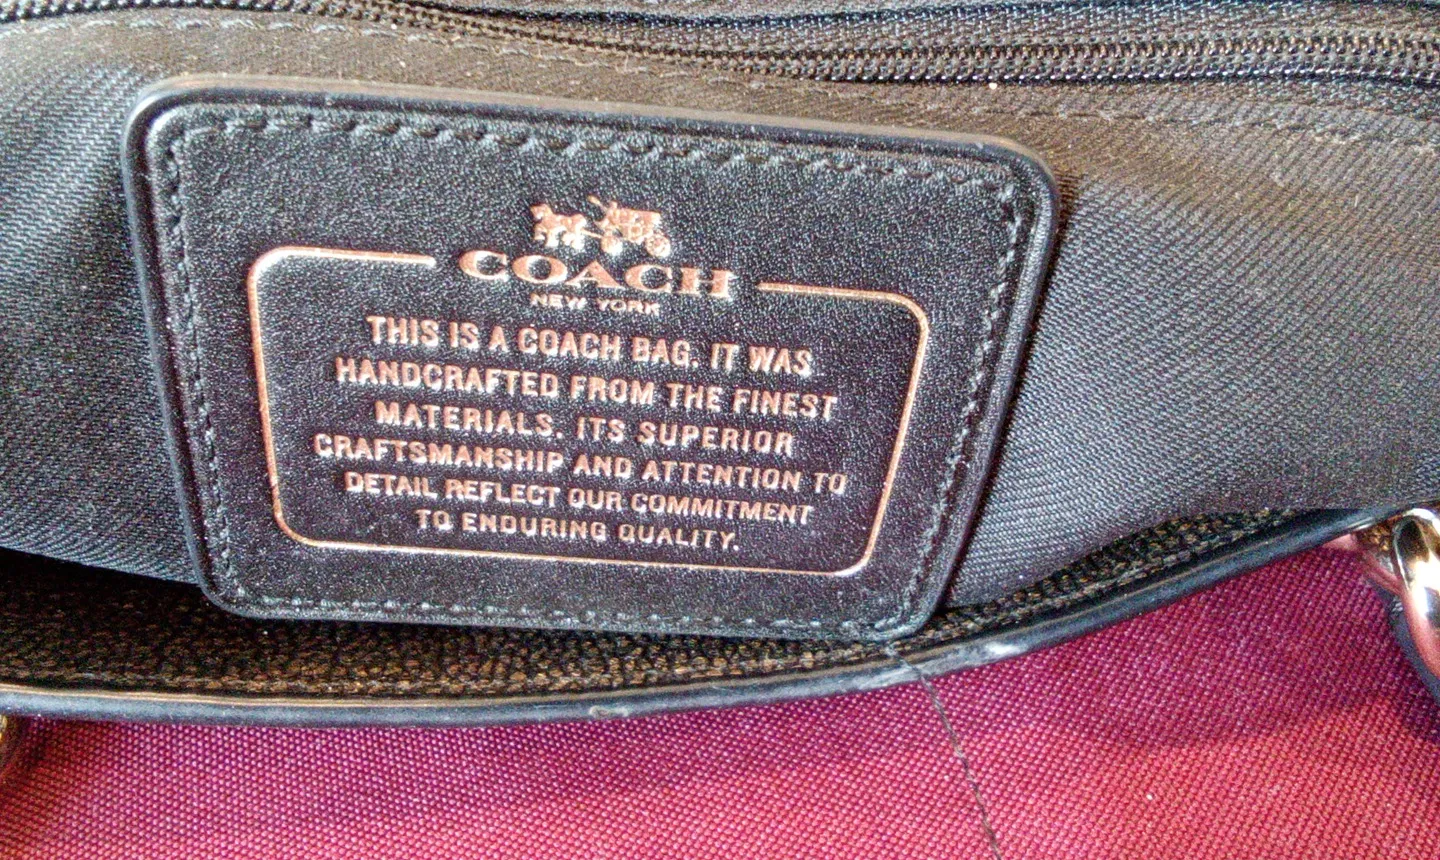 COACH
NEW YORK
THIS IS A COACH BAG. IT WAS
HANDCRAFTED FROM THE FINEST
MATERIALS. ITS SUPERIOR
CRAFTSMANSHIP AND ATTENTION TO
DETAIL REFLECT OUR COMMITMENT
TO ENDURING QUALITY.